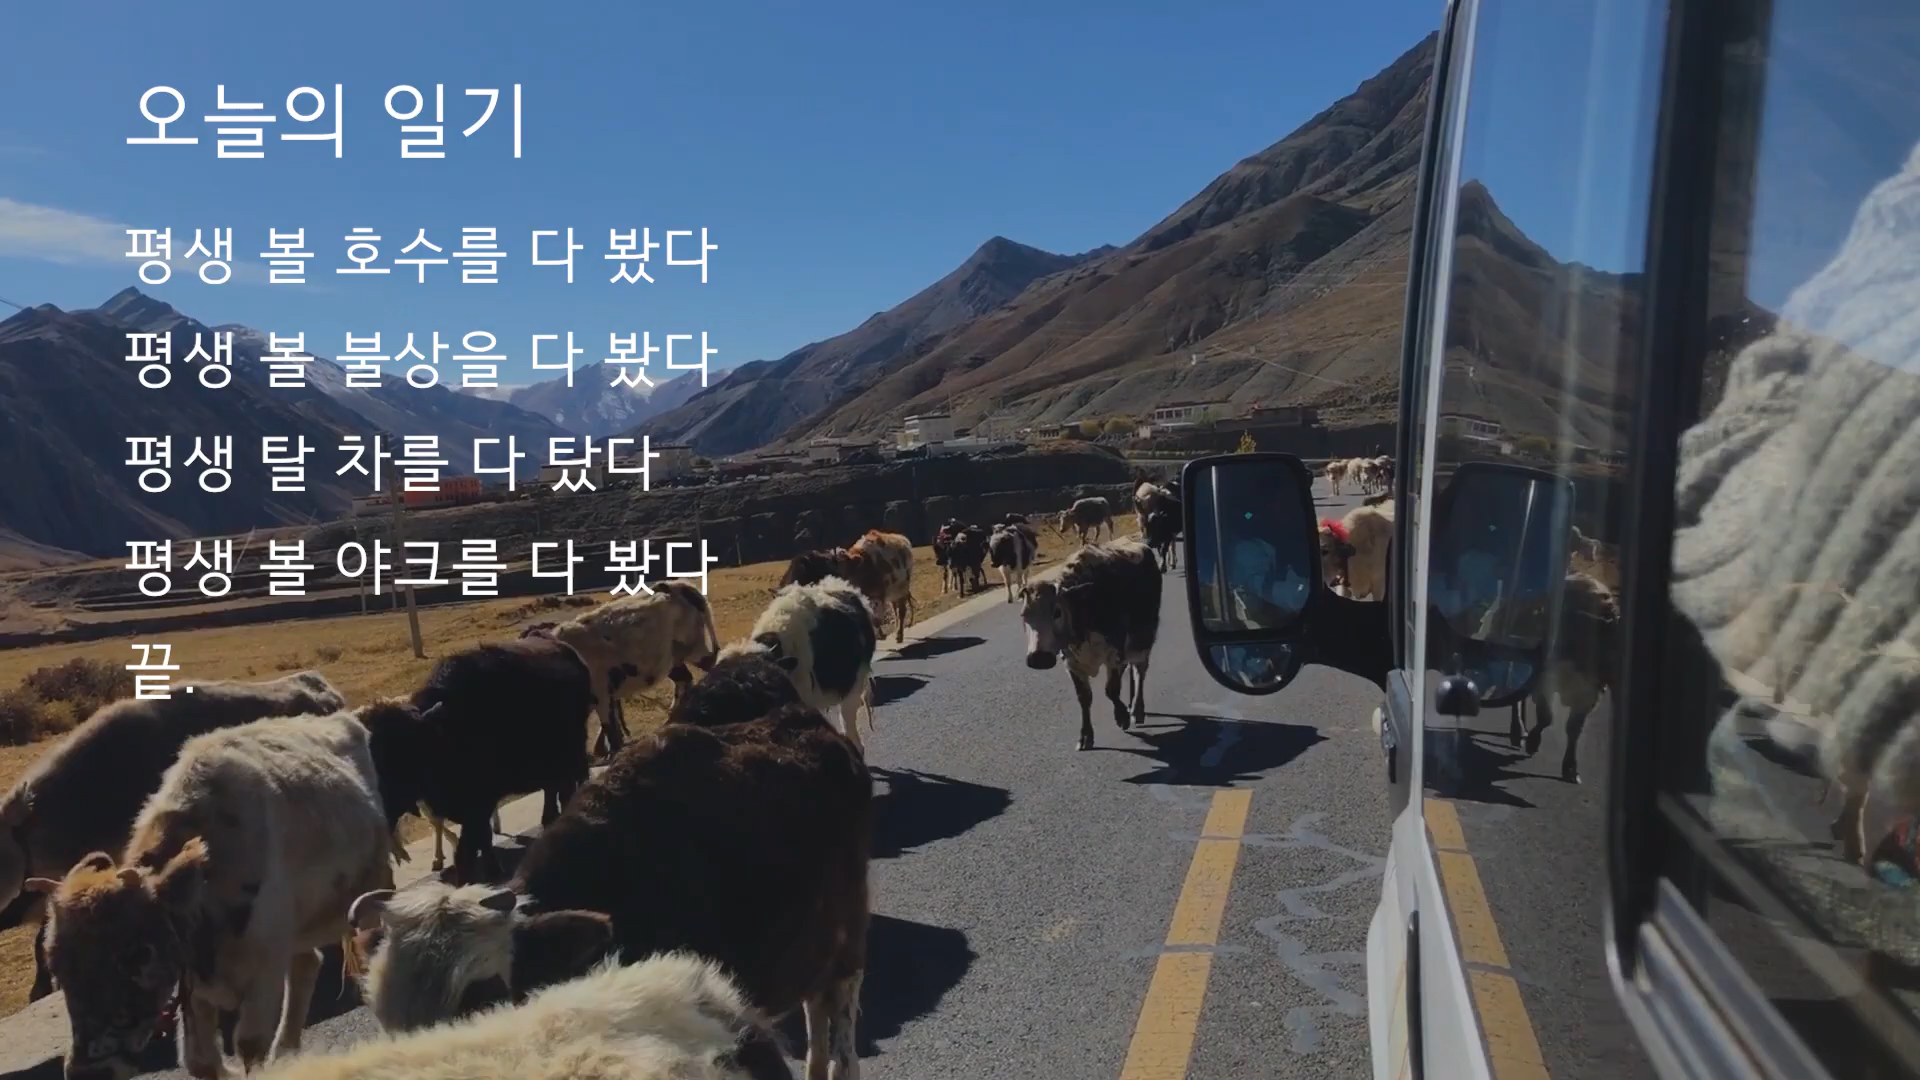 오늘의 일기
평생 볼 호수를 다 봤다
평생 볼 불상을 다 봤다
평생 탈 차를 다 탔다
평생 볼 야크를 다 봤다
끝.